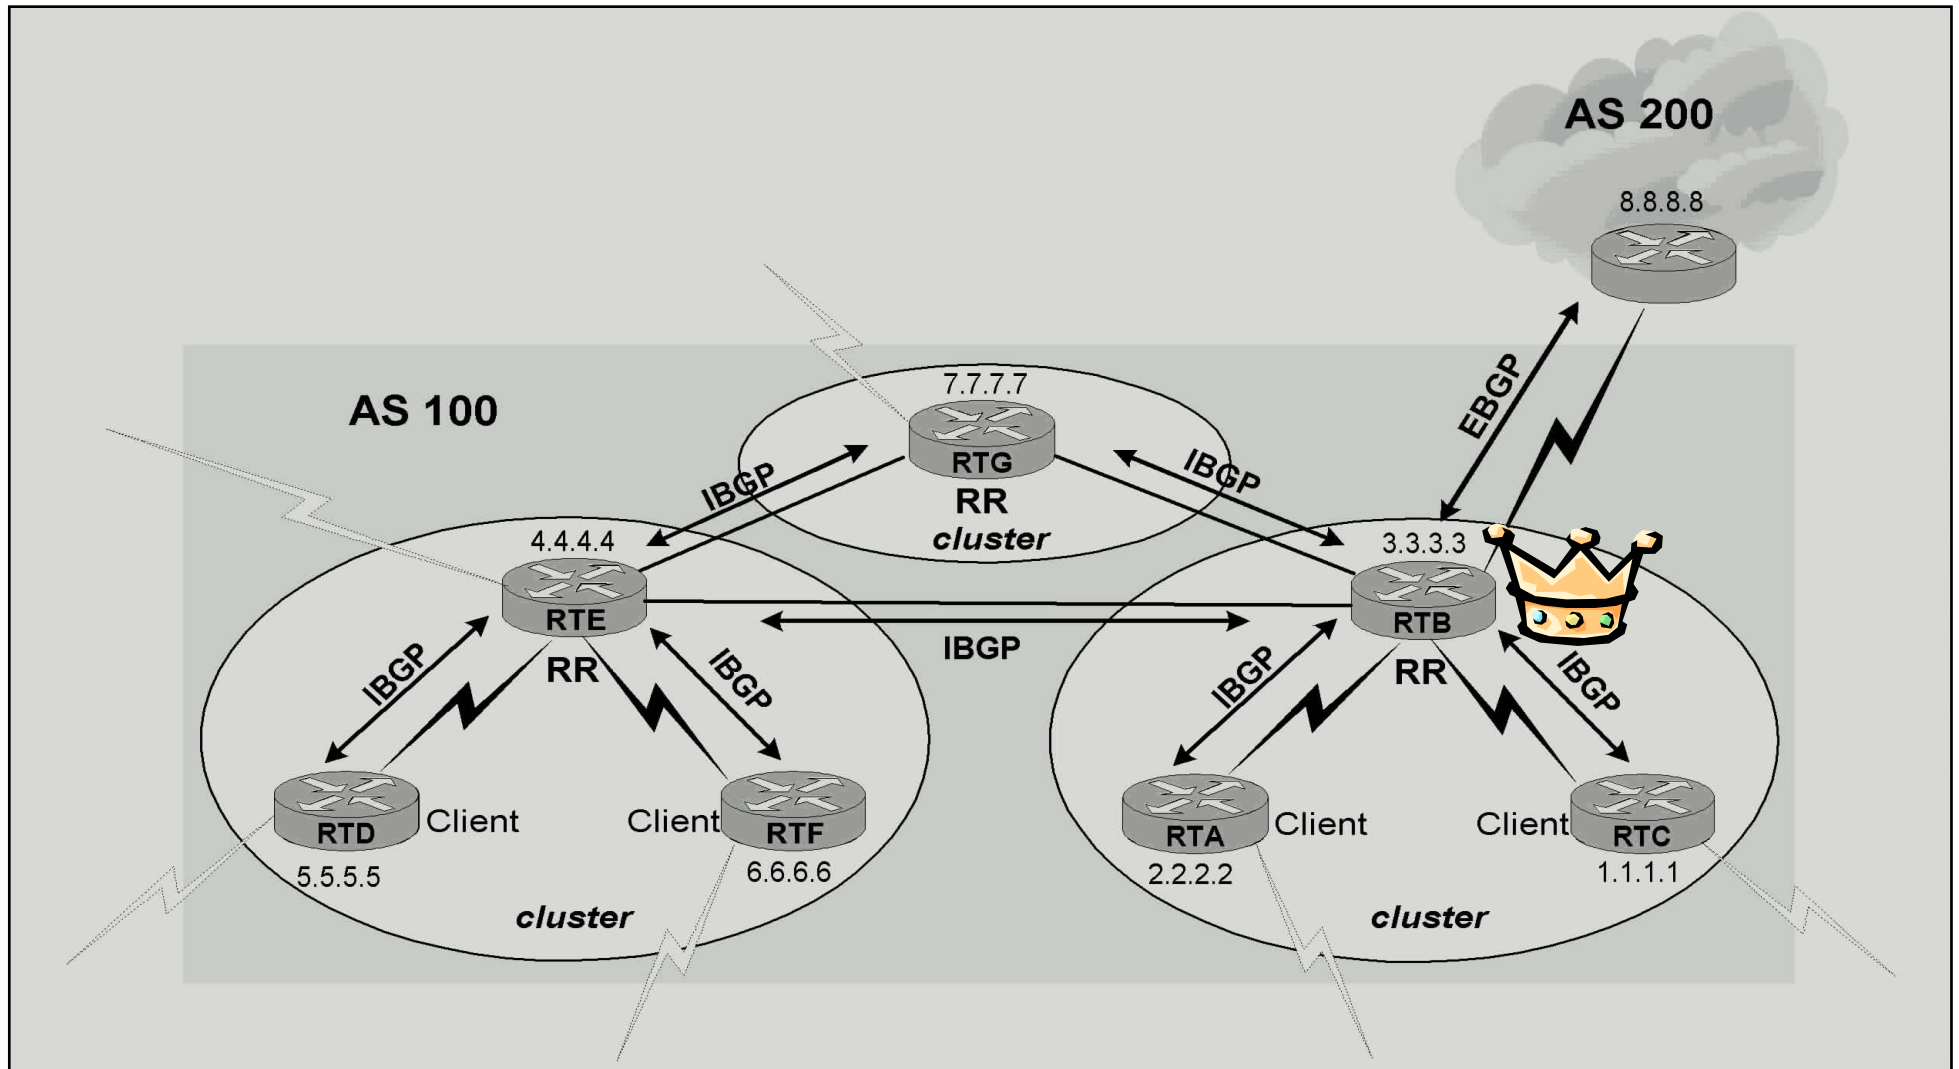 AS 200
8.8.8.8
EBGP
AS 100
7.7.7.7
RTG
RR
cluster
IBGP
IBGP
4.4.4.4
RTE
RR
IBGP
3.3.3.3
RTB
RR
IBGP
IBGP
IBGP
IBGP
RTD
Client
5.5.5.5
Client
RTF
6.6.6.6
cluster
RTA
Client
2.2.2.2
Client
RTC
1.1.1.1
cluster